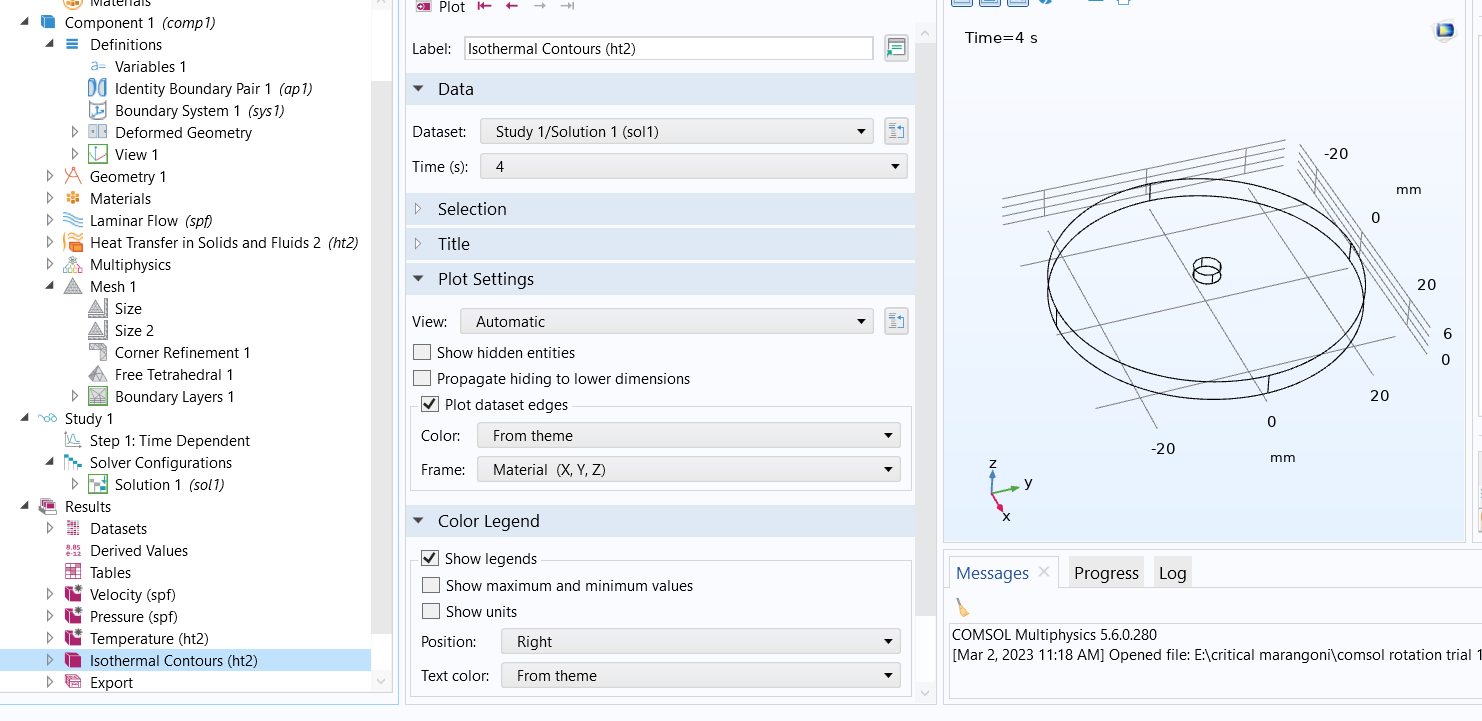 Materials
Component 1 (comp1)
Definitions
a= Variables 1
Identity Boundary Pair 1 (ap1)
Boundary System 1 (sys1)
Deformed Geometry
View 1
Geometry 1
Materials
Laminar Flow (spf)
Heat Transfer in Solids and Fluids 2 (ht2)
Multiphysics
Mesh 1
Size
Size 2
Corner Refinement 1
Free Tetrahedral 1
Boundary Layers 1
Study 1
Step 1: Time Dependent
Solver Configurations
Solution 1 (sol1)
Results
Datasets
8.85
e-12
Derived Values
Tables
Velocity (spf)
Pressure (spf)
Temperature (ht2)
Isothermal Contours (ht2)
Export
Plot
Label: Isothermal Contours (ht2)
Data
Dataset: Study 1/Solution 1 (sol1)
Time (s): 4
Selection
Title
Plot Settings
View: Automatic
Show hidden entities
Propagate hiding to lower dimensions
Plot dataset edges
Color: From theme
Frame: Material (X, Y, Z)
Color Legend
Show legends
Show maximum and minimum values
Show units
Position: Right
Text color: From theme
Time=4 s
-20
mm
0
20
6
0
20
0
-20
mm
z
y
x
Messages
Progress
Log
COMSOL Multiphysics 5.6.0.280
[Mar 2, 2023 11:18 AM] Opened file: E:\critical marangoni\comsol rotation trial 1